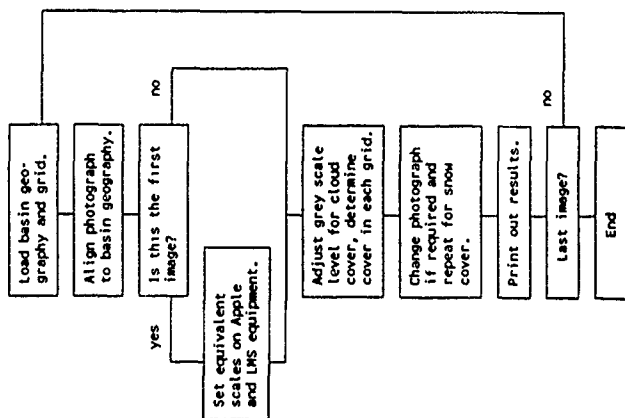 Load basin geo-
graphy and grid.
Align photograph
to basin geography.
Is this the first
image?
yes
no
Set equivalent
scales on Apple
and LMS equipment.
Adjust grey scale
level for cloud
cover, determine
cover in each grid.
Change photograph
if required and
repeat for snow
cover.
Print out results.
Last image?
no
End